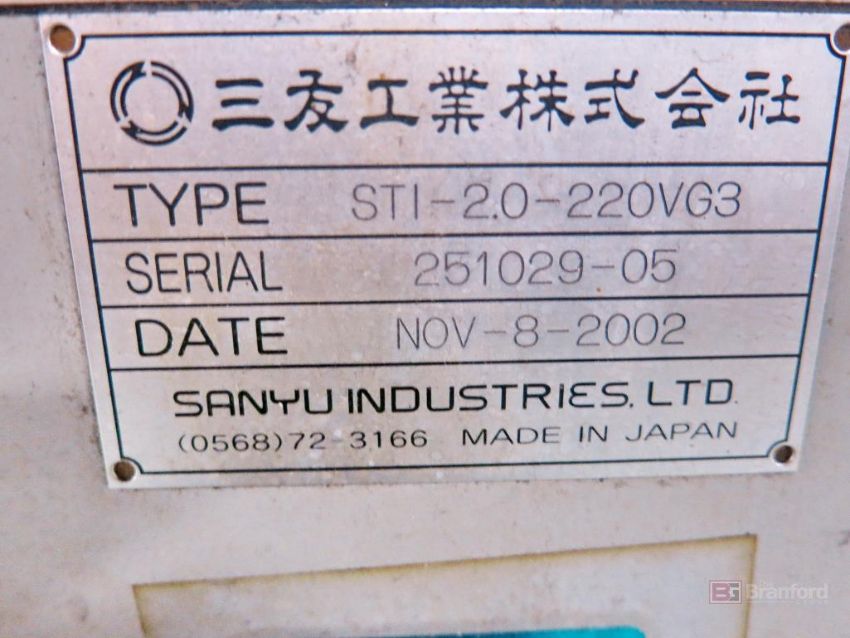 三友工業株式会社
TYPE STI-2.0-220VG3
SERIAL 251029-05
DATE NOV-8-2002
SANYU INDUSTRIES, LTD.
(0568)72-3166 MADE IN JAPAN
BG Branford